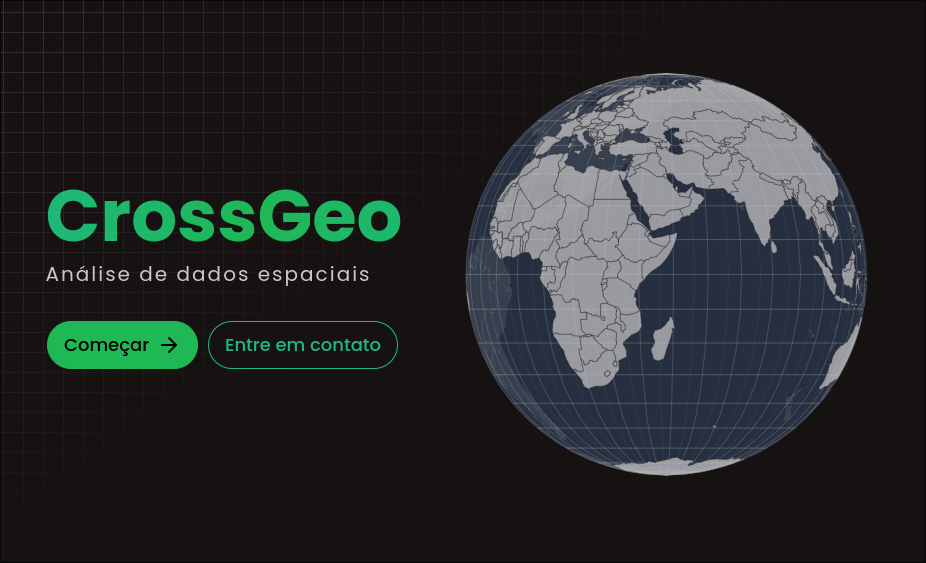 CrossGeo
Análise de dados espaciais
Começar → Entre em contato